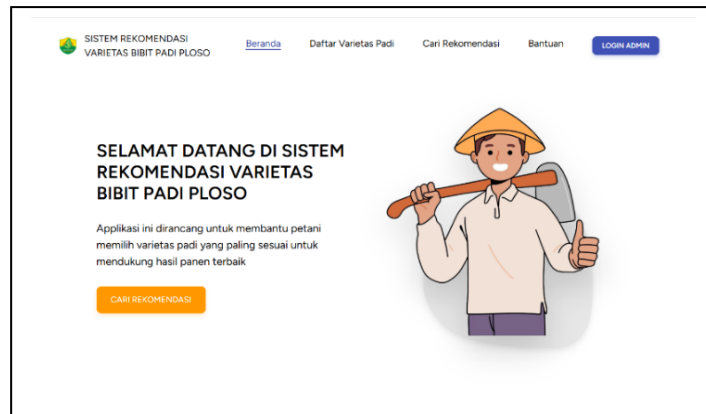 SISTEM REKOMENDASI
VARIETAS BIBIT PADI PLOSO
Beranda
Daftar Varietas Padi
Cari Rekomendasi
Bantuan
LOGIN ADMIN
SELAMAT DATANG DI SISTEM
REKOMENDASI VARIETAS
BIBIT PADI PLOSO
Applikasi ini dirancang untuk membantu petani
memilih varietas padi yang paling sesuai untuk
mendukung hasil panen terbaik
CARI REKOMENDASI